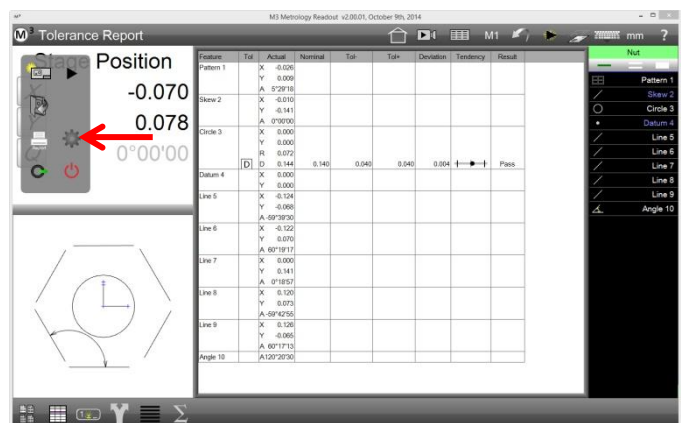 M3 Metrology Readout v2.00.01, October 9th, 2014
M³ Tolerance Report
M1
mm
?
Stage Position
-0.070
0.078
0°00'00
Feature Tol Actual Nominal Tol- Tol+ Deviation Tendency Result
Pattern 1 X -0.026
Y 0.009
A 5°29'18
Skew 2 X -0.010
Y -0.141
A 0°00'00
Circle 3 X 0.000
Y 0.000
R 0.072
D D 0.144 0.140 0.040 0.040 0.004 Pass
Datum 4 X 0.000
Y 0.000
Line 5 X -0.124
Y -0.068
A -59°39'30
Line 6 X -0.122
Y 0.070
A 60°19'17
Line 7 X 0.000
Y 0.141
A 0°18'57
Line 8 X 0.120
Y 0.073
A -59°42'55
Line 9 X 0.126
Y -0.065
A 60°17'13
Angle 10 A 120°20'30
Nut
Pattern 1
Skew 2
Circle 3
Datum 4
Line 5
Line 6
Line 7
Line 8
Line 9
Angle 10